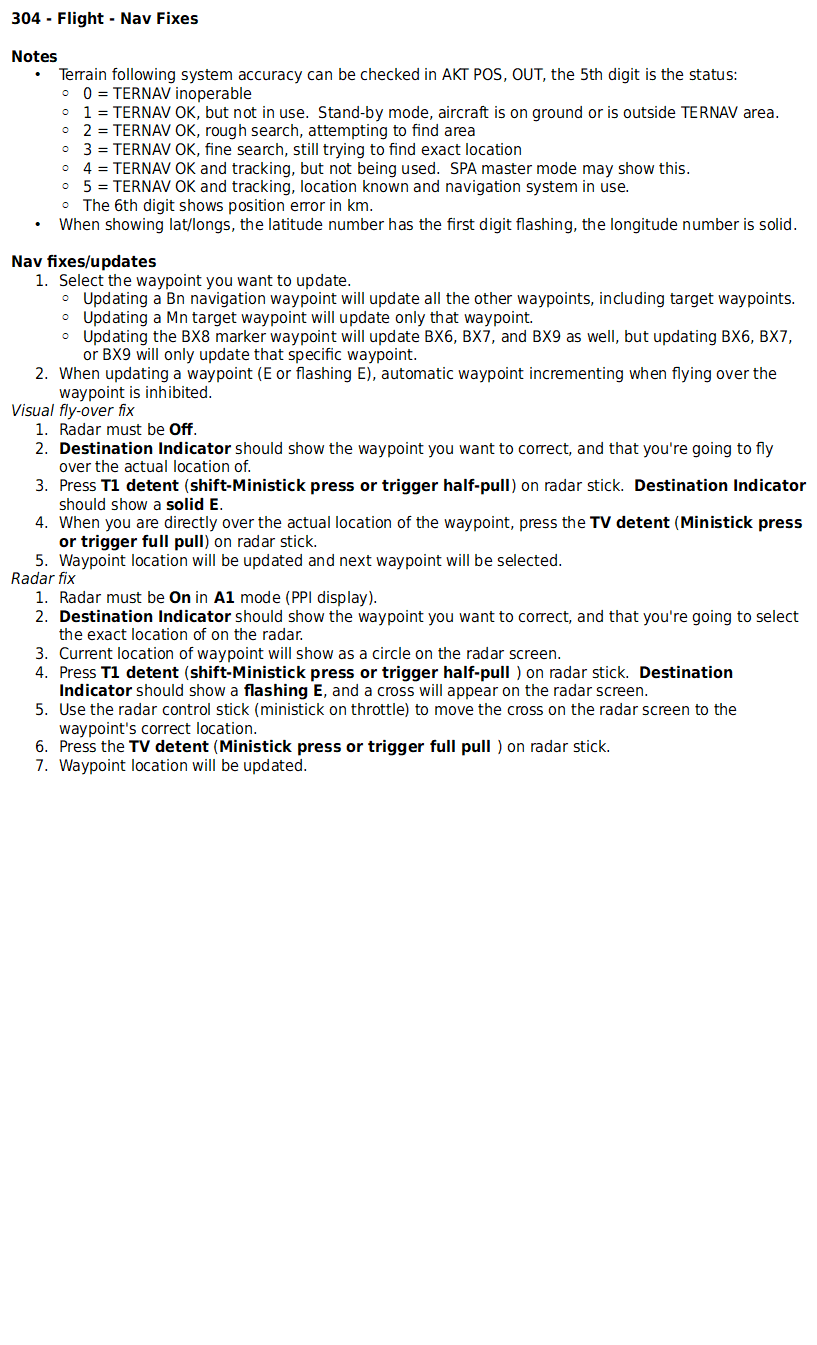 304 - Flight - Nav Fixes
Notes
• Terrain following system accuracy can be checked in AKT POS, OUT, the 5th digit is the status:
○ 0 = TERNAV inoperable
○ 1 = TERNAV OK, but not in use.  Stand-by mode, aircraft is on ground or is outside TERNAV area.
○ 2 = TERNAV OK, rough search, attempting to find area
○ 3 = TERNAV OK, fine search, still trying to find exact location
○ 4 = TERNAV OK and tracking, but not being used.  SPA master mode may show this.
○ 5 = TERNAV OK and tracking, location known and navigation system in use.
○ The 6th digit shows position error in km.
• When showing lat/longs, the latitude number has the first digit flashing, the longitude number is solid.
Nav fixes/updates
1. Select the waypoint you want to update.
○ Updating a Bn navigation waypoint will update all the other waypoints, including target waypoints.
○ Updating a Mn target waypoint will update only that waypoint.
○ Updating the BX8 marker waypoint will update BX6, BX7, and BX9 as well, but updating BX6, BX7,
or BX9 will only update that specific waypoint.
2. When updating a waypoint (E or flashing E), automatic waypoint incrementing when flying over the
waypoint is inhibited.
Visual fly-over fix
1. Radar must be Off.
2. Destination Indicator should show the waypoint you want to correct, and that you're going to fly
over the actual location of.
3. Press T1 detent (shift-Ministick press or trigger half-pull) on radar stick.  Destination Indicator
should show a solid E.
4. When you are directly over the actual location of the waypoint, press the TV detent (Ministick press
or trigger full pull) on radar stick.
5. Waypoint location will be updated and next waypoint will be selected.
Radar fix
1. Radar must be On in A1 mode (PPI display).
2. Destination Indicator should show the waypoint you want to correct, and that you're going to select
the exact location of on the radar.
3. Current location of waypoint will show as a circle on the radar screen.
4. Press T1 detent (shift-Ministick press or trigger half-pull ) on radar stick.  Destination
Indicator should show a flashing E, and a cross will appear on the radar screen.
5. Use the radar control stick (ministick on throttle) to move the cross on the radar screen to the
waypoint's correct location.
6. Press the TV detent (Ministick press or trigger full pull ) on radar stick.
7. Waypoint location will be updated.